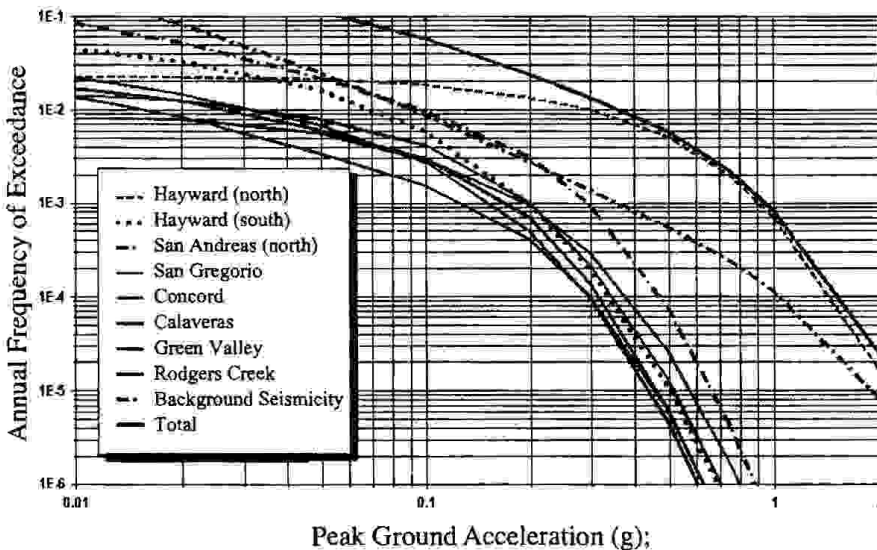 1E-1
1E-2
1E-3
1E-4
1E-5
1E-6
Annual Frequency of Exceedance
Hayward (north)
Hayward (south)
San Andreas (north)
San Gregorio
Concord
Calaveras
Green Valley
Rodgers Creek
Background Seismicity
Total
0.01
0.1
1
Peak Ground Acceleration (g);